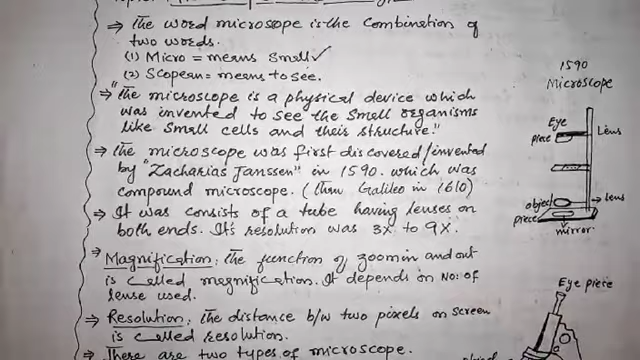 ⇒ The word microscope is the combination of
two words.
(1) Micro = means small✓
(2) Scopean = means to see.
⇒ "The microscope is a physical device which
was invented to see the small organisms
like small cells and their structure."
⇒ The microscope was first discovered/invented
by "Zacharias Janssen" in 1590. which was
compound microscope. (then Galileo in 1610)
⇒ It was consists of a tube having lenses on
both ends. It's resolution was 3X to 9X.
⇒ Magnification: The function of zoom in and out
is called magnification. It depends on No: of
lense used.
⇒ Resolution: The distance b/w two pixels on screen
is called resolution.
⇒ There are two types of microscope.
1590
Microscope
Eye
piece
Lens
object
piece
Lens
mirror
Eye piece